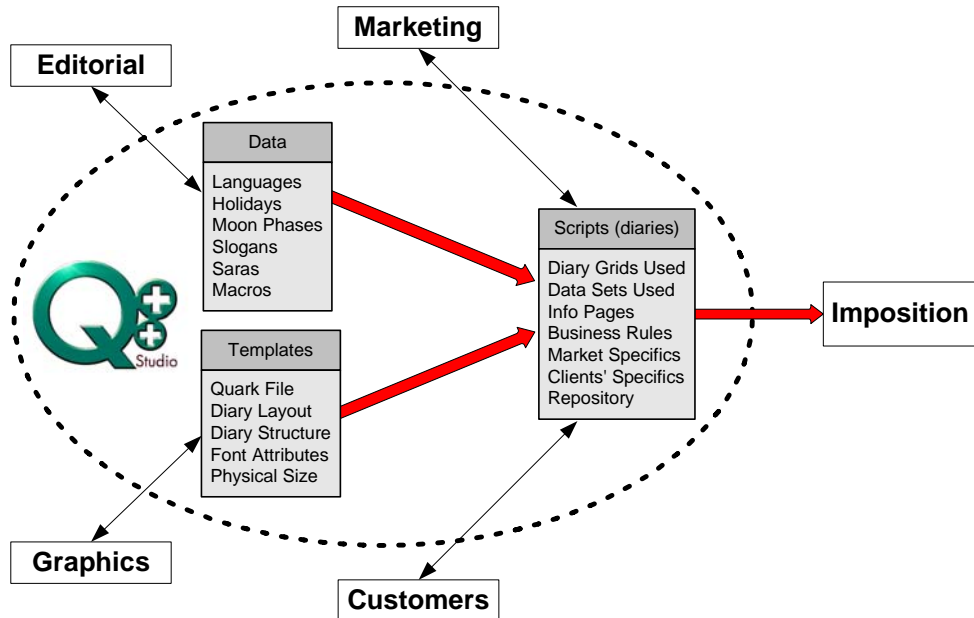 Marketing
Editorial
Data
Languages
Holidays
Moon Phases
Slogans
Saras
Macros
Scripts (diaries)
Diary Grids Used
Data Sets Used
Info Pages
Business Rules
Market Specifics
Clients' Specifics
Repository
Imposition
Q++
Studio
Templates
Quark File
Diary Layout
Diary Structure
Font Attributes
Physical Size
Graphics
Customers